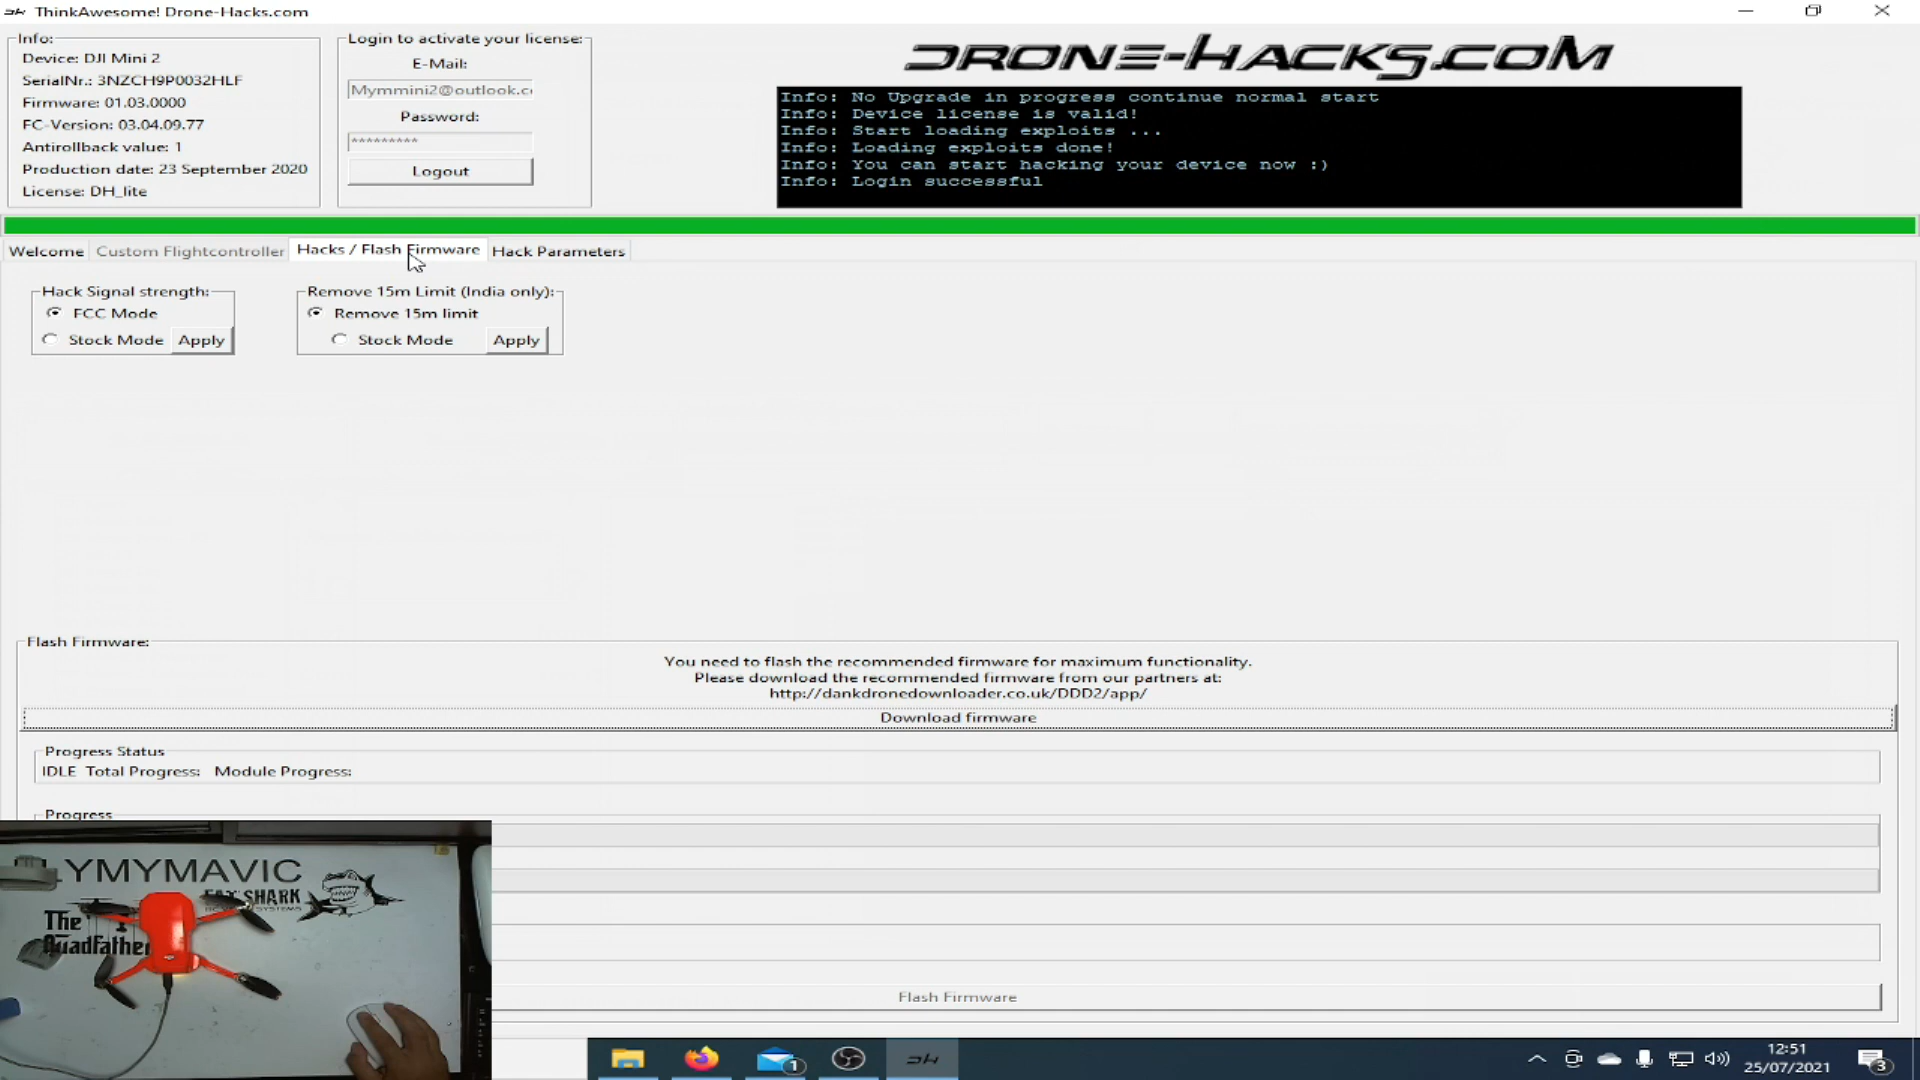 ThinkAwesome! Drone-Hacks.com
Info:
Device: DJI Mini 2
SerialNr.: 3NZCH9P0032HLF
Firmware: 01.03.0000
FC-Version: 03.04.09.77
Antirollback value: 1
Production date: 23 September 2020
License: DH_lite
Login to activate your license:
E-Mail:
Mymmini2@outlook.c
Password:
*********
Logout
DRONE-HACKS.COM
Info: No Upgrade in progress continue normal start
Info: Device license is valid!
Info: Start loading exploits ...
Info: Loading exploits done!
Info: You can start hacking your device now :)
Info: Login successful
Welcome Custom Flightcontroller Hacks / Flash Firmware Hack Parameters
Hack Signal strength:
FCC Mode
Stock Mode Apply
Remove 15m Limit (India only):
Remove 15m limit
Stock Mode Apply
Flash Firmware:
You need to flash the recommended firmware for maximum functionality.
Please download the recommended firmware from our partners at:
http://dankdronedownloader.co.uk/DDD2/app/
Download firmware
Progress Status
IDLE Total Progress: Module Progress:
Progress
YMYMAVIC
SHARK
The
Quadfather
Flash Firmware
1
12:51
25/07/2021
3